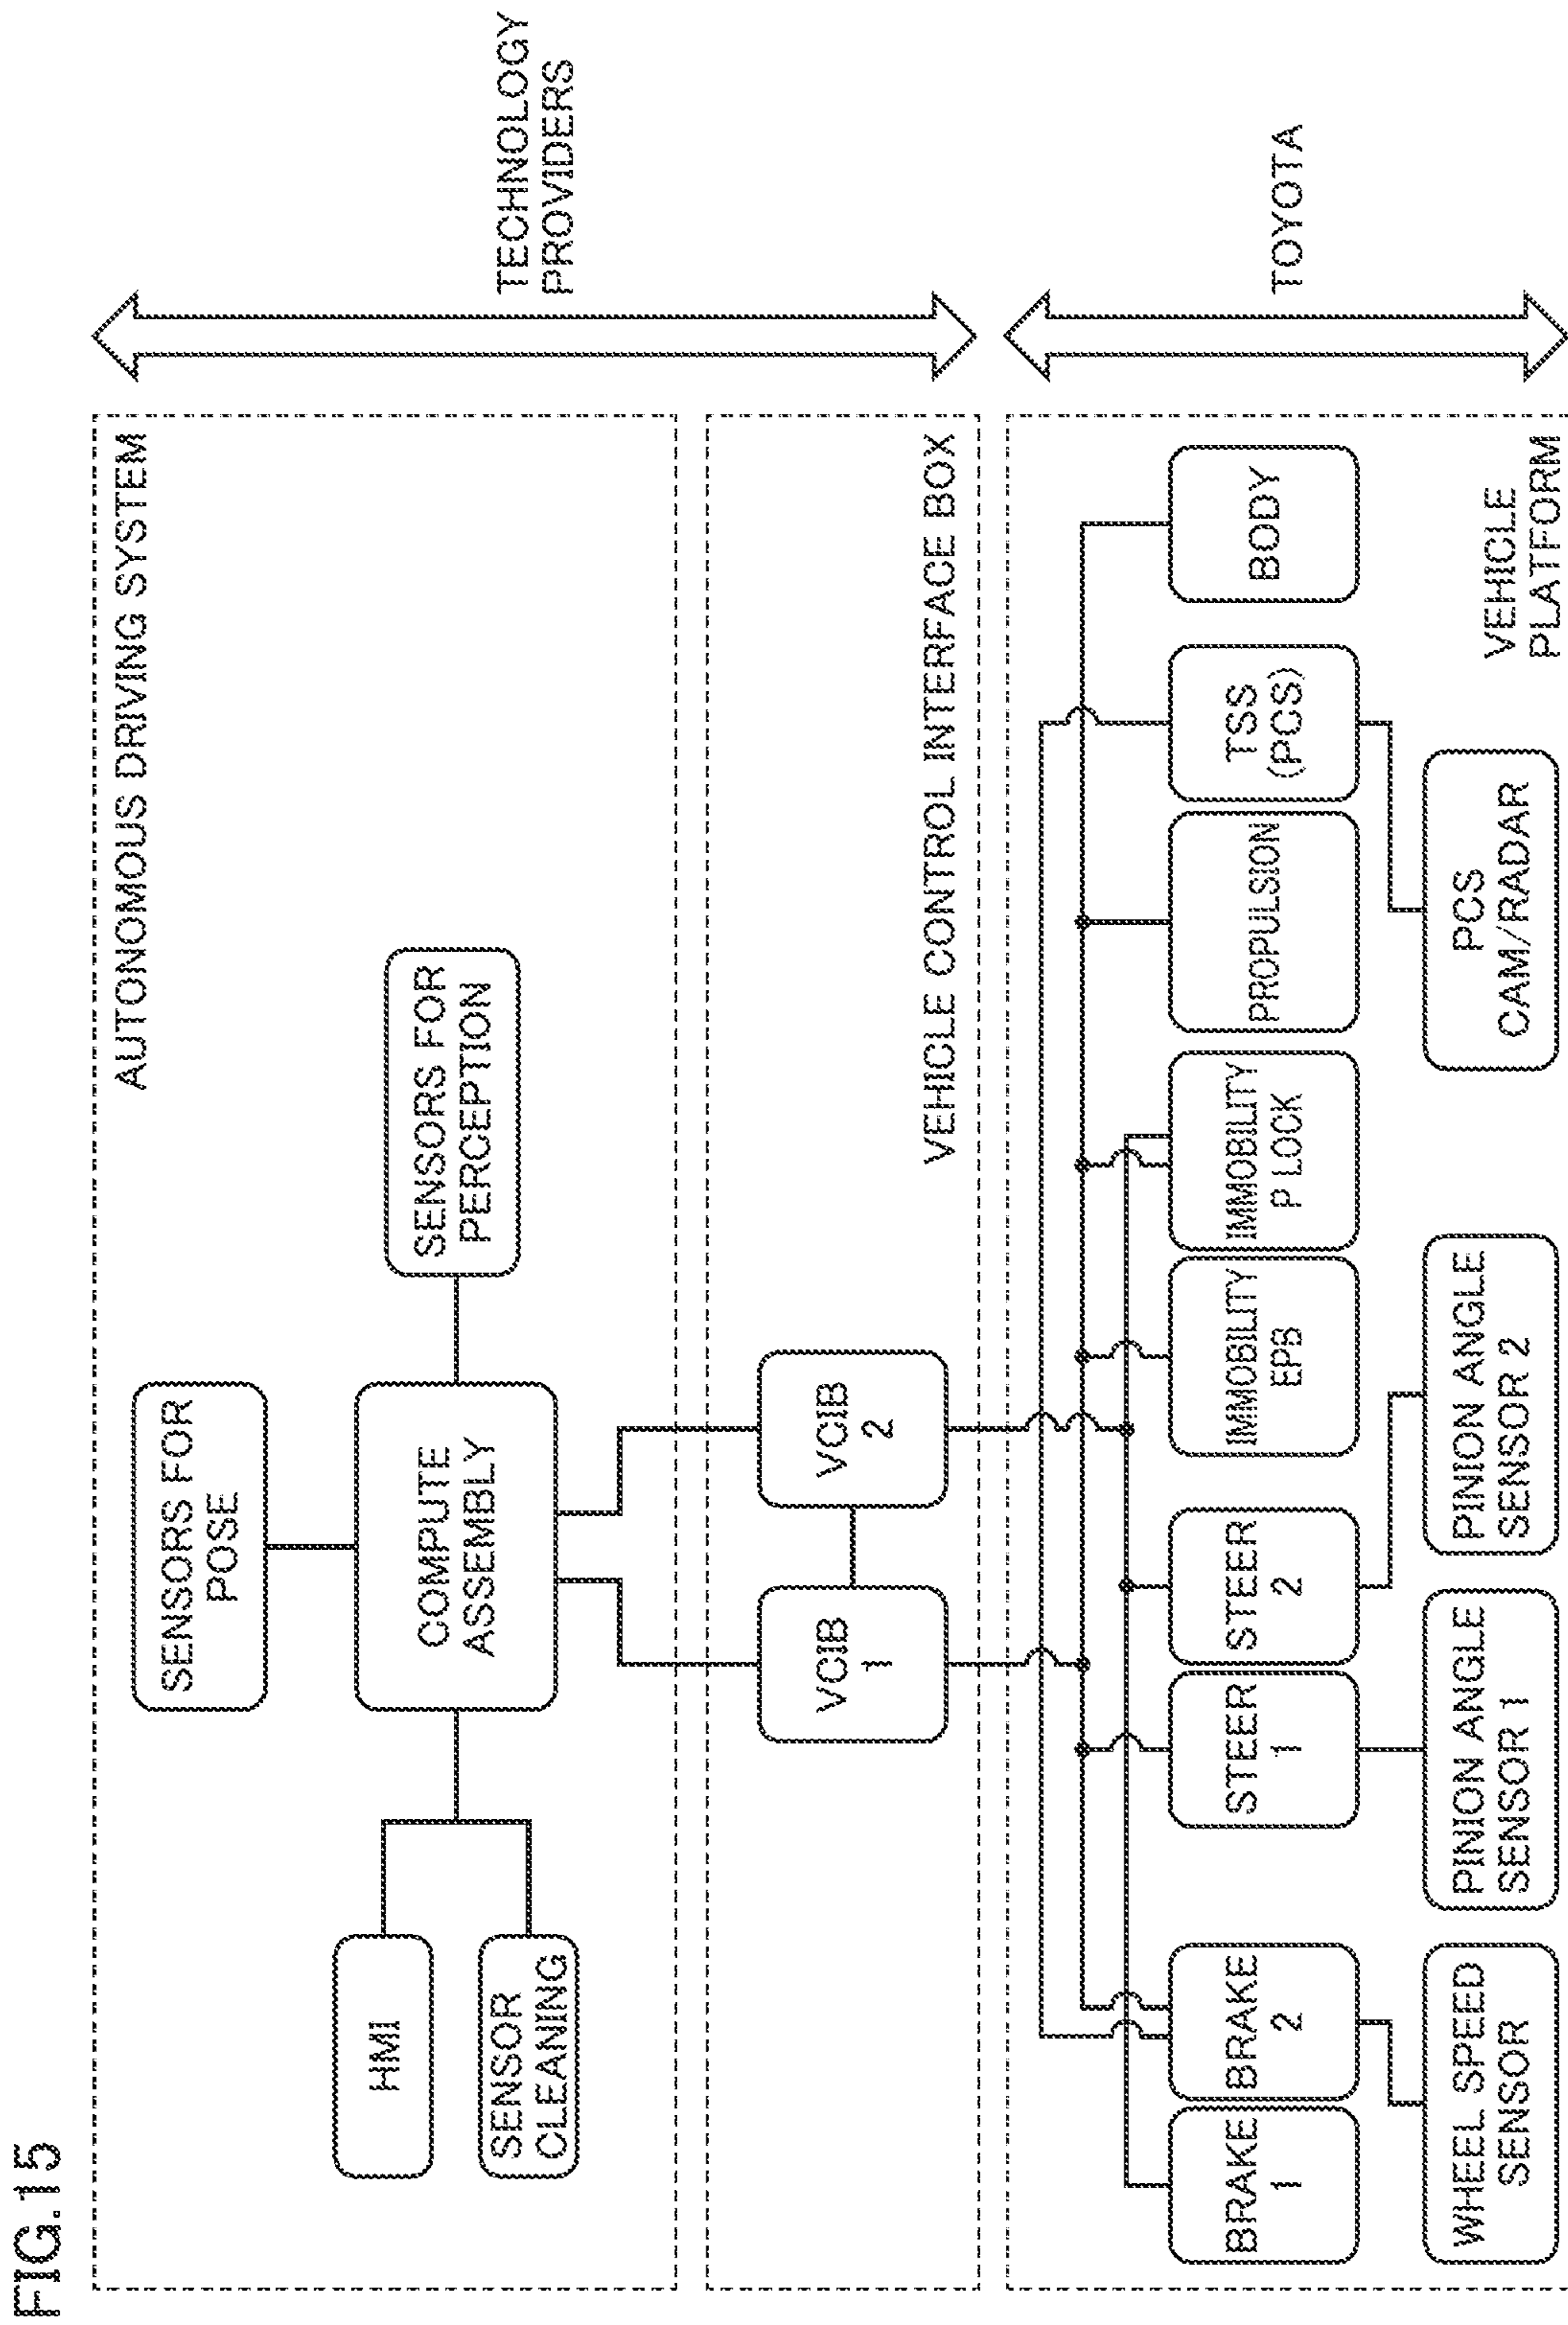 FIG.15
AUTONOMOUS DRIVING SYSTEM
SENSORS FOR
POSE
HMI
SENSOR
CLEANING
COMPUTE
ASSEMBLY
SENSORS FOR
PERCEPTION
TECHNOLOGY
PROVIDERS
VCIB
1
VCIB
2
VEHICLE CONTROL INTERFACE BOX
BRAKE
1
BRAKE
2
STEER
1
STEER
2
IMMOBILITY
EPB
IMMOBILITY
P LOCK
PROPULSION
TSS
(PCS)
BODY
TOYOTA
WHEEL SPEED
SENSOR
PINION ANGLE
SENSOR 1
PINION ANGLE
SENSOR 2
PCS
CAM/RADAR
VEHICLE
PLATFORM